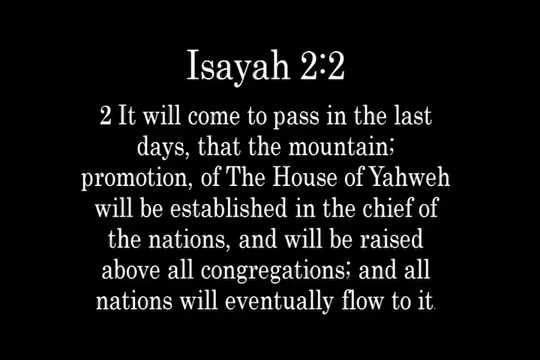 Isayah 2:2
2 It will come to pass in the last
days, that the mountain;
promotion, of The House of Yahweh
will be established in the chief of
the nations, and will be raised
above all congregations; and all
nations will eventually flow to it.